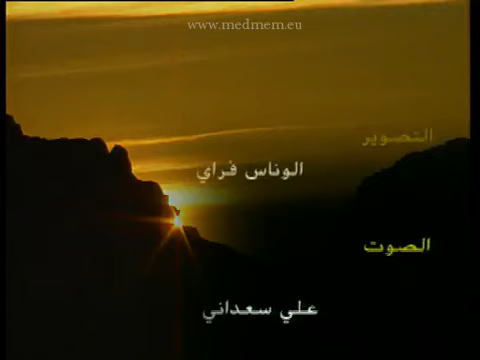 www.medmem.eu
التصوير
الوناس فراي
الصوت
علي سعداني